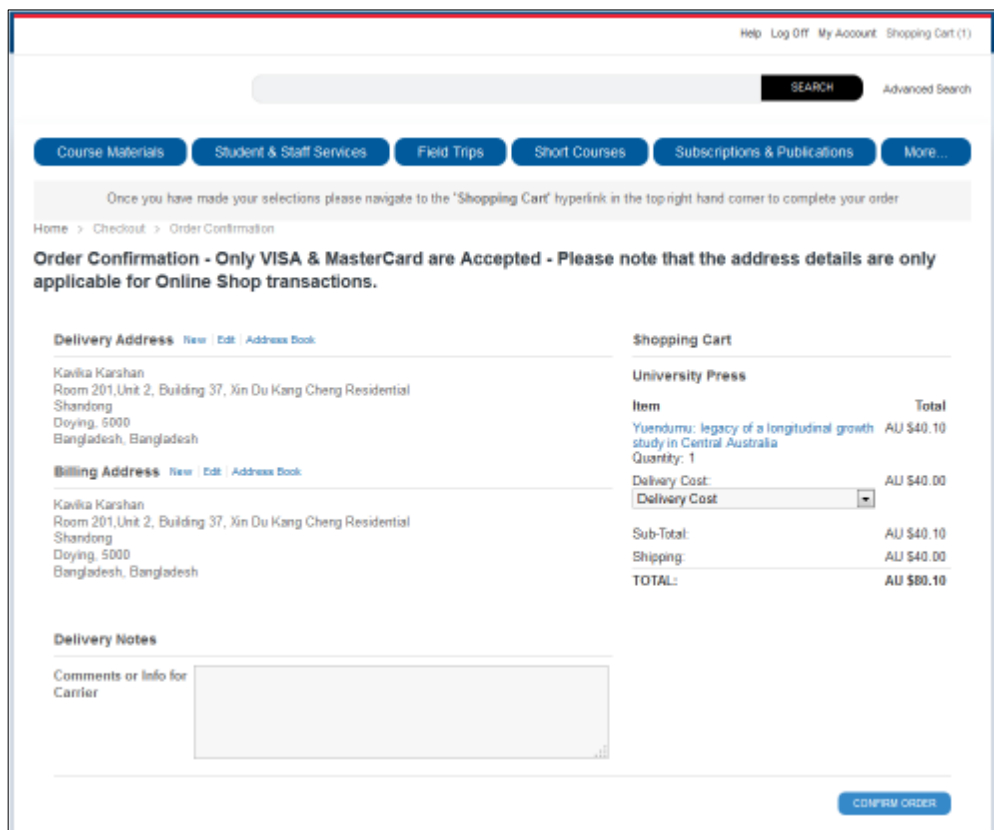 Help Log Off My Account Shopping Cart (1)
SEARCH Advanced Search
Course Materials Student & Staff Services Field Trips Short Courses Subscriptions & Publications More...
Once you have made your selections please navigate to the "Shopping Cart" hyperlink in the top right hand corner to complete your order
Home > Checkout > Order Confirmation
Order Confirmation - Only VISA & MasterCard are Accepted - Please note that the address details are only
applicable for Online Shop transactions.
Delivery Address New | Edit | Address Book
Kavika Karshan
Room 201,Unit 2, Building 37, Xin Du Kang Cheng Residential
Shandong
Doying, 5000
Bangladesh, Bangladesh
Billing Address New | Edit | Address Book
Kavika Karshan
Room 201,Unit 2, Building 37, Xin Du Kang Cheng Residential
Shandong
Doying, 5000
Bangladesh, Bangladesh
Shopping Cart
University Press
Item Total
Yuendumu: legacy of a longitudinal growth AU $40.10
study in Central Australia
Quantity: 1
Delivery Cost: AU $40.00
Delivery Cost
Sub-Total: AU $40.10
Shipping: AU $40.00
TOTAL: AU $80.10
Delivery Notes
Comments or Info for
Carrier
CONFIRM ORDER